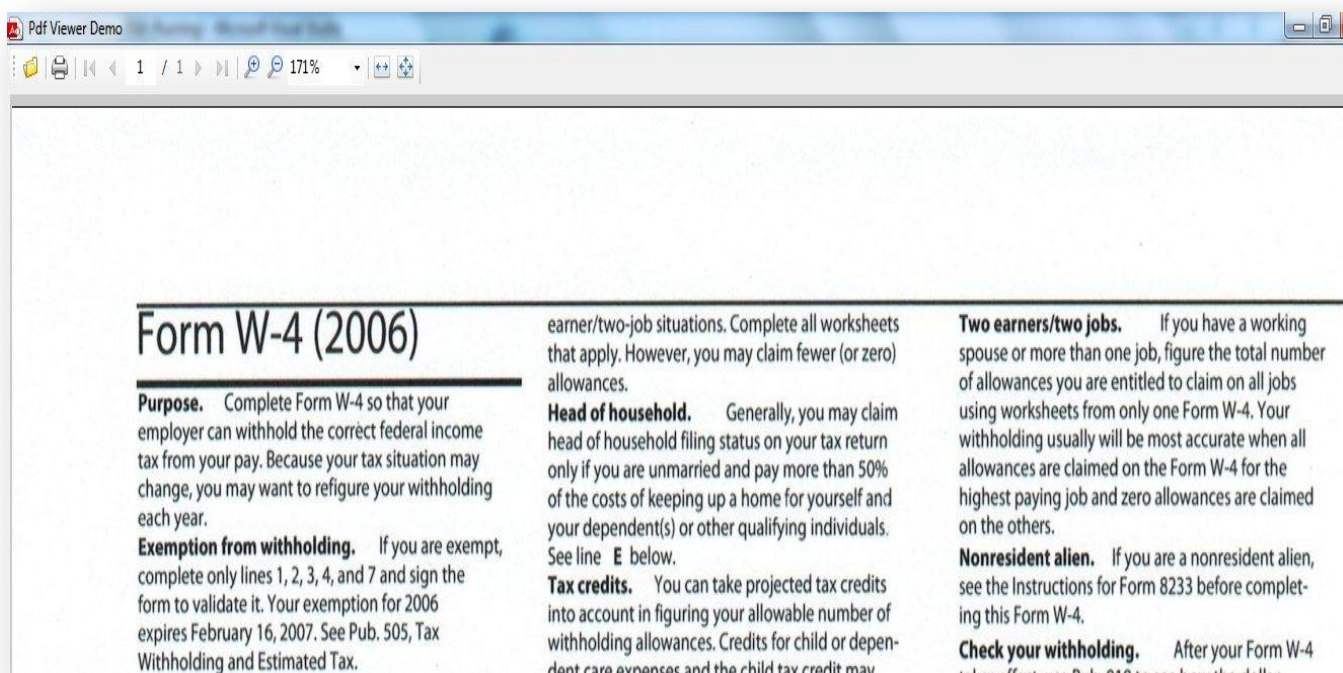 Pdf Viewer Demo
1 / 1 171%
Form W-4 (2006)
Purpose. Complete Form W-4 so that your
employer can withhold the correct federal income
tax from your pay. Because your tax situation may
change, you may want to refigure your withholding
each year.
Exemption from withholding. If you are exempt,
complete only lines 1, 2, 3, 4, and 7 and sign the
form to validate it. Your exemption for 2006
expires February 16, 2007. See Pub. 505, Tax
Withholding and Estimated Tax.
earner/two-job situations. Complete all worksheets
that apply. However, you may claim fewer (or zero)
allowances.
Head of household. Generally, you may claim
head of household filing status on your tax return
only if you are unmarried and pay more than 50%
of the costs of keeping up a home for yourself and
your dependent(s) or other qualifying individuals.
See line E below.
Tax credits. You can take projected tax credits
into account in figuring your allowable number of
withholding allowances. Credits for child or depen-
dent care expenses and the child tax credit may
Two earners/two jobs. If you have a working
spouse or more than one job, figure the total number
of allowances you are entitled to claim on all jobs
using worksheets from only one Form W-4. Your
withholding usually will be most accurate when all
allowances are claimed on the Form W-4 for the
highest paying job and zero allowances are claimed
on the others.
Nonresident alien. If you are a nonresident alien,
see the Instructions for Form 8233 before complet-
ing this Form W-4.
Check your withholding. After your Form W-4